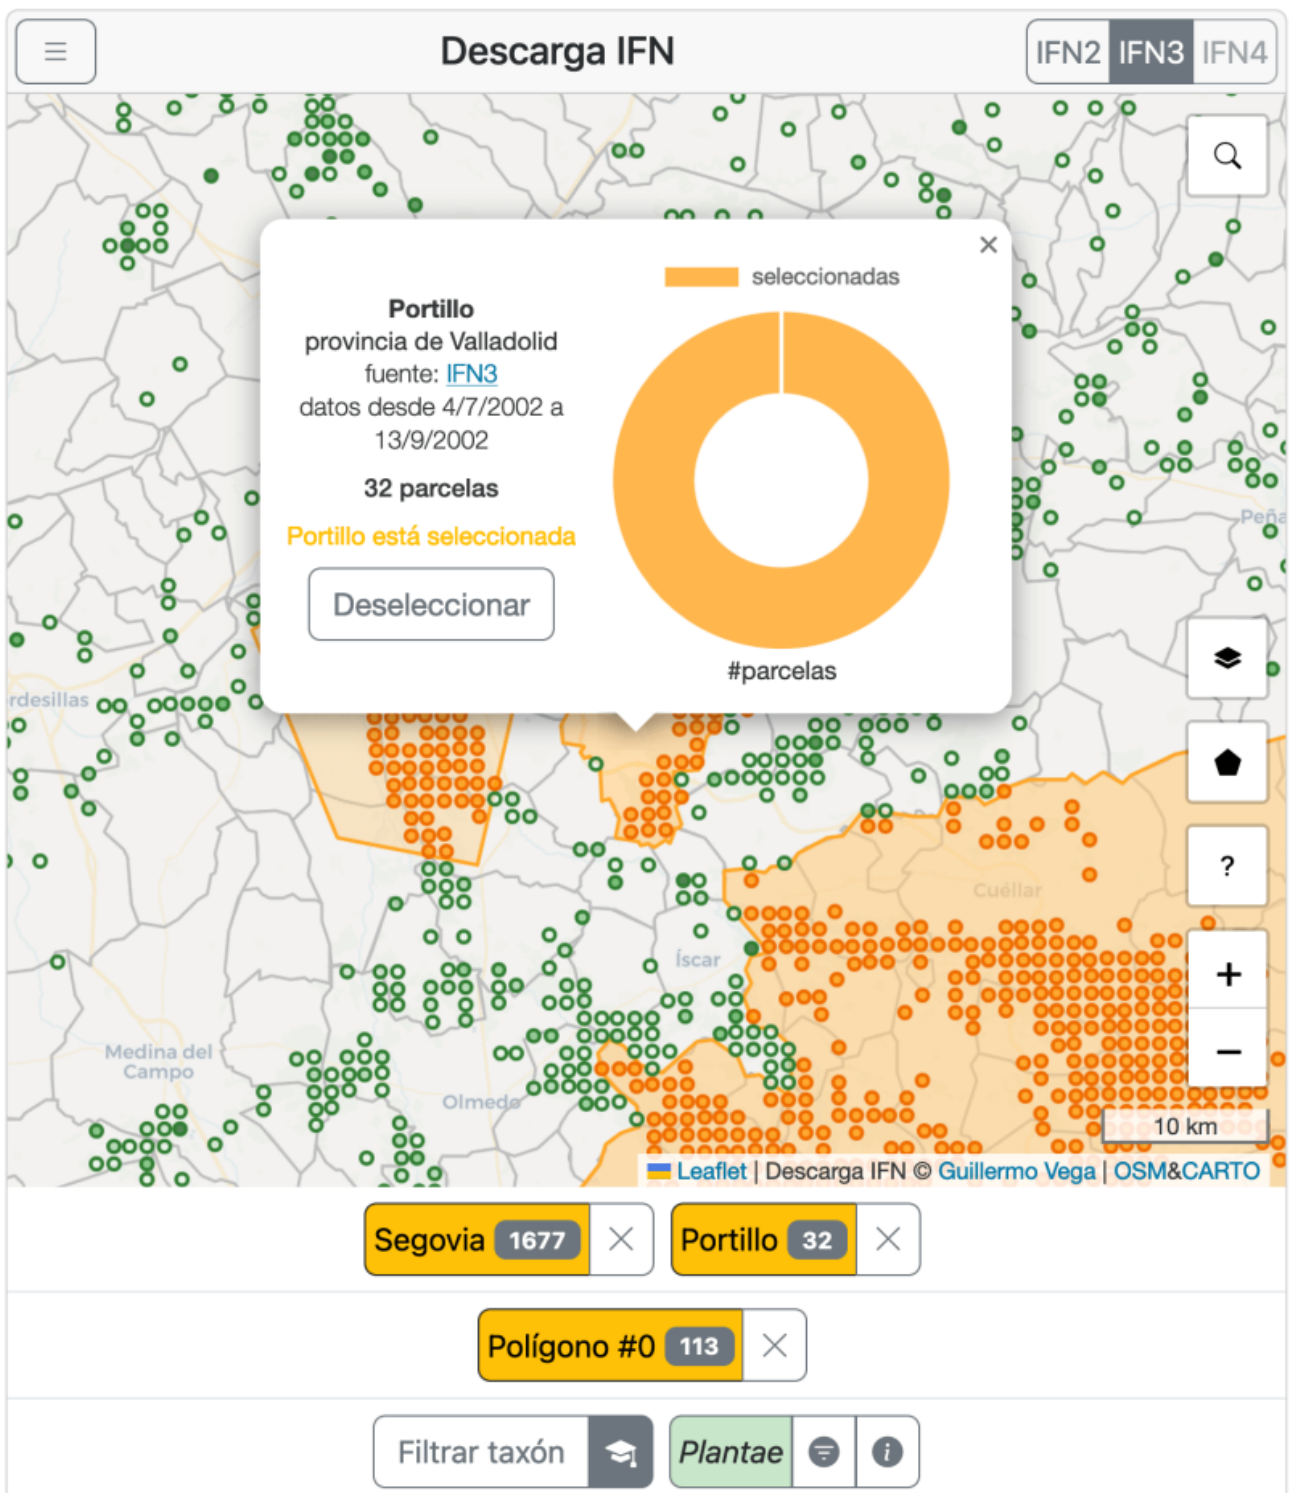 Descarga IFN
IFN2 IFN3 IFN4
seleccionadas
Portillo
provincia de Valladolid
fuente: IFN3
datos desde 4/7/2002 a
13/9/2002
32 parcelas
Portillo está seleccionada
Deseleccionar
#parcelas
Peña
rdesillas
?
Cuéllar
Íscar
+
−
Medina del
Campo
Olmedo
10 km
Leaflet | Descarga IFN © Guillermo Vega | OSM&CARTO
Segovia 1677
Portillo 32
Polígono #0 113
Filtrar taxón
Plantae